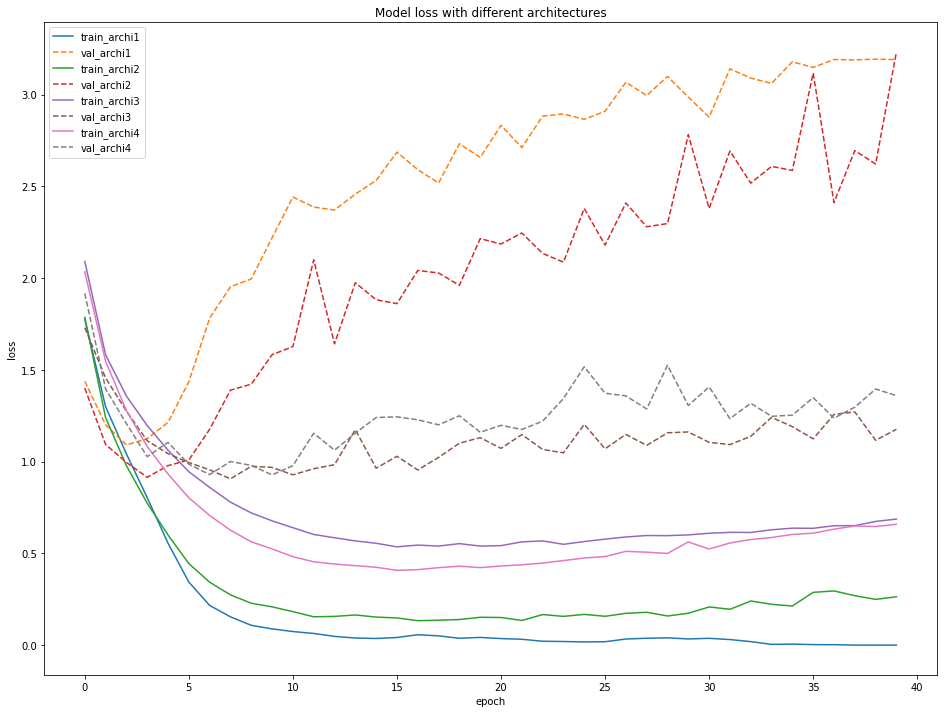 Model loss with different architectures
train_archi1
val_archi1
train_archi2
val_archi2
train_archi3
val_archi3
train_archi4
val_archi4
loss
3.0
2.5
2.0
1.5
1.0
0.5
0.0
0 5 10 15 20 25 30 35 40
epoch